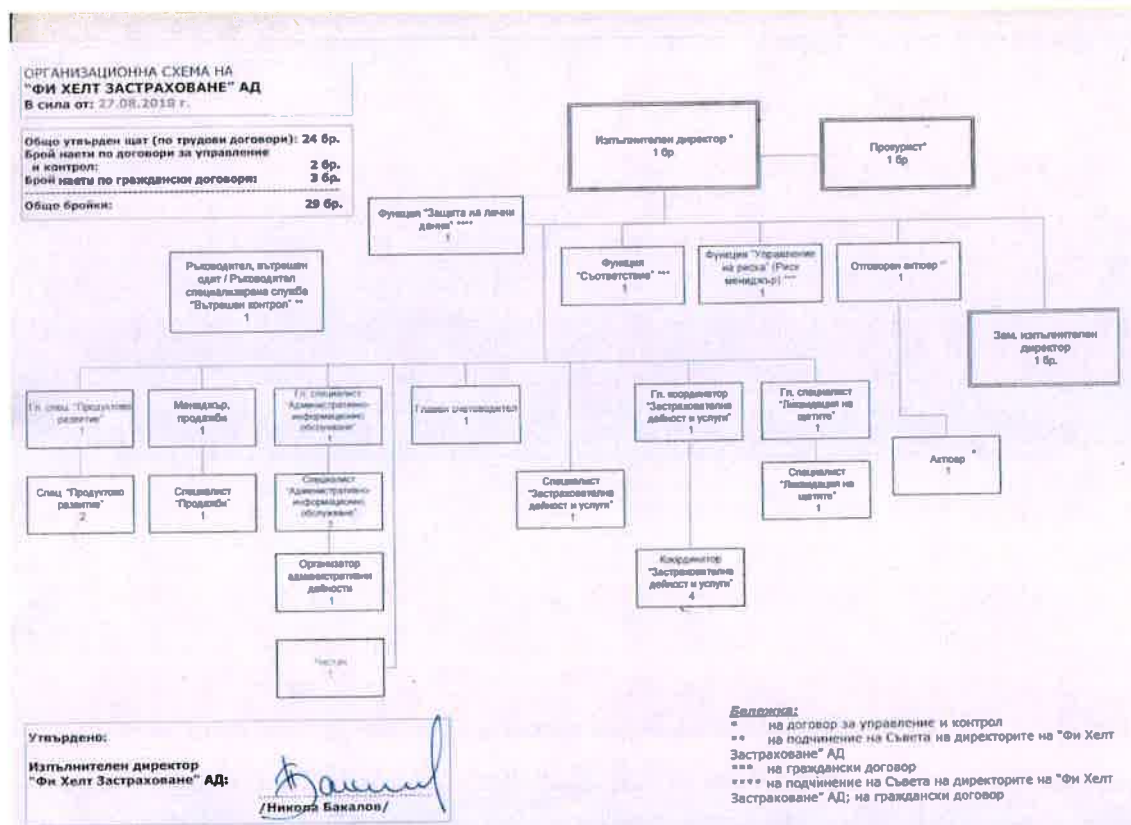 ОРГАНИЗАЦИОННА СХЕМА НА
"ФИ ХЕЛТ ЗАСТРАХОВАНЕ" АД
В сила от: 27.08.2018 г.
Общо утвърден щат (по трудови договори): 24 бр.
Брой наети по договори за управление
и контрол: 2 бр.
Брой наети по граждански договори: 3 бр.
Общо бройки: 29 бр.
Изпълнителен директор *
1 бр
Прокурист*
1 бр
Функция "Защита на лични
данни" ****
1
Ръководител, вътрешен
одит / Ръководител
специализирана служба
"Вътрешен контрол" **
1
Функция
"Съответствие" ***
1
Функция "Управление
на риска" (Риск
мениджър) ***
1
Отговорен актюер
1
Зам. изпълнителен
директор
1 бр.
Гл. спец. "Продуктово
развитие"
1
Мениджър,
продажби
1
Гл. специалист
"Административно-
информационно
обслужване"
1
Главен счетоводител
1
Гл. координатор
"Застрахователна
дейност и услуги"
1
Гл. специалист
"Ликвидация на
щетите"
1
Актюер
1
Спец. "Продуктово
развитие"
2
Специалист
"Продажби"
1
Специалист
"Административно-
информационно
обслужване"
Специалист
"Застрахователна
дейност и услуги"
1
Специалист
"Ликвидация на
щетите"
1
Организатор
административни
дейности
1
Координатор
"Застрахователна
дейност и услуги"
4
Чистач
1
Утвърдено:
Изпълнителен директор
"Фи Хелт Застраховане" АД:
/Никола Бакалов/
Бележка:
* на договор за управление и контрол
** на подчинение на Съвета на директорите на "Фи Хелт
Застраховане" АД
*** на граждански договор
**** на подчинение на Съвета на директорите на "Фи Хелт
Застраховане" АД; на граждански договор